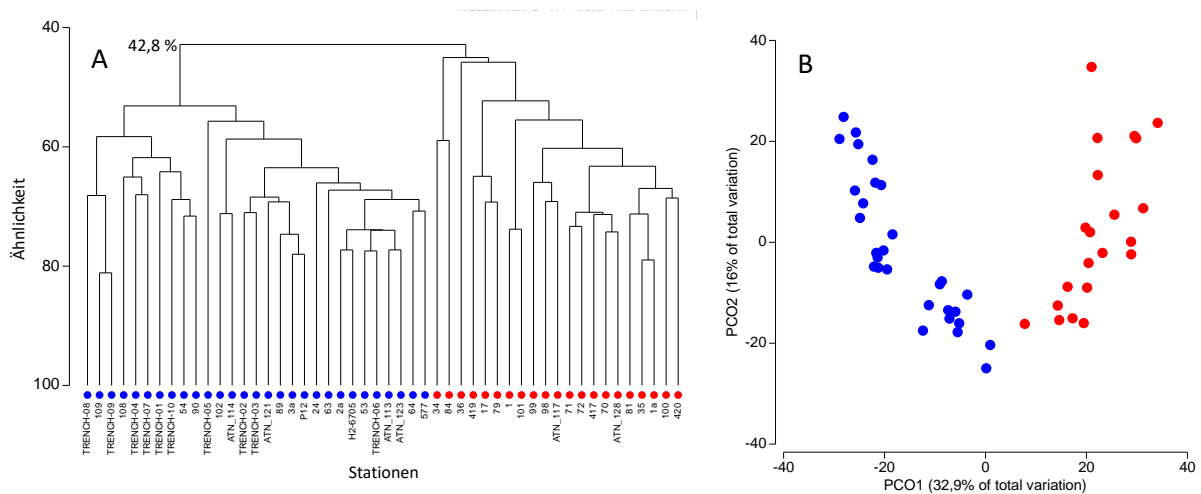 A
42,8 %
40
60
80
100
Ähnlichkeit
TRENCH-08
109
TRENCH-09
108
TRENCH-04
TRENCH-07
TRENCH-01
TRENCH-10
54
90
TRENCH-05
102
ATN_114
TRENCH-02
TRENCH-03
ATN_121
89
3a
P12
24
63
2a
H2-6705
53
TRENCH-06
ATN_113
ATN_123
64
577
34
84
36
419
17
79
1
101
99
98
ATN_117
71
72
417
70
ATN_128
81
35
1a
100
420
Stationen
B
40
20
0
-20
-40
PCO2 (16% of total variation)
-40
-20
0
20
40
PCO1 (32,9% of total variation)